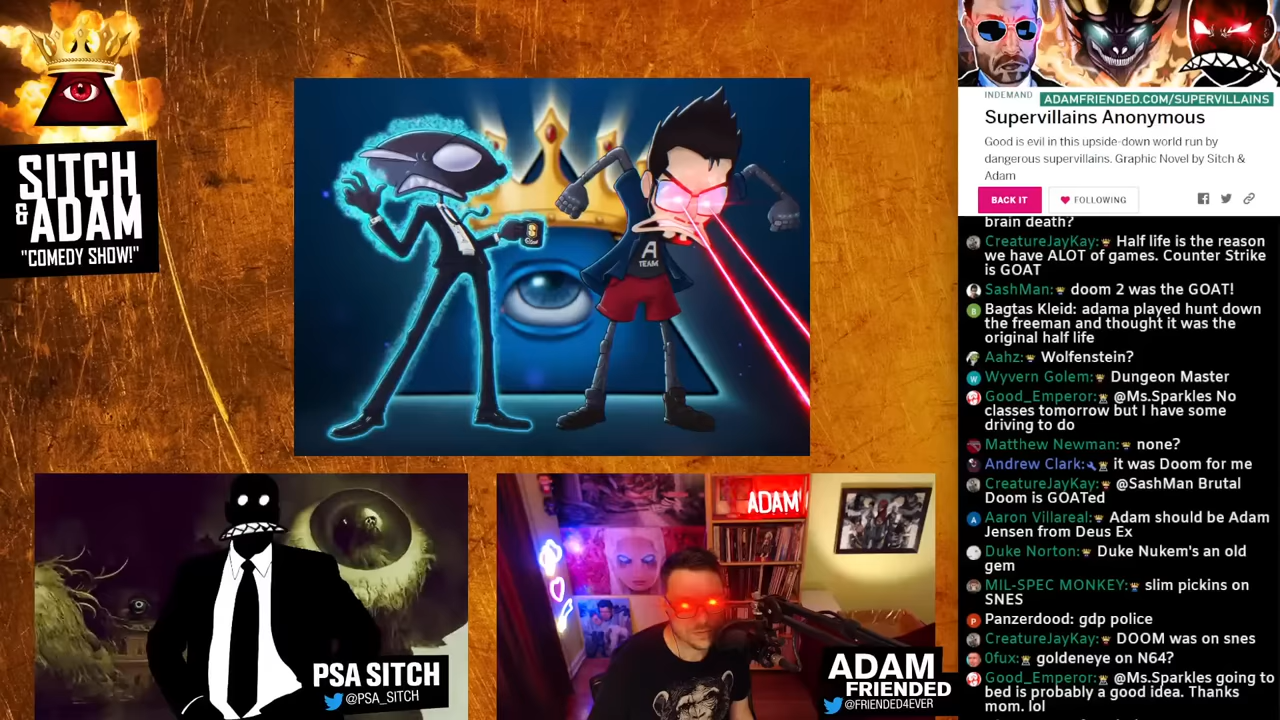 SITCH
& ADAM
"COMEDY SHOW!"
$
A
TEAM
PSA SITCH
@PSA_SITCH
ADAM
ADAM
FRIENDED
@FRIENDED4EVER
INDEMAND
ADAMFRIENDED.COM/SUPERVILLAINS
Supervillains Anonymous
Good is evil in this upside-down world run by
dangerous supervillains. Graphic Novel by Sitch &
Adam
BACK IT
FOLLOWING
brain death?
CreatureJayKay: Half life is the reason
we have ALOT of games. Counter Strike
is GOAT
SashMan: doom 2 was the GOAT!
Bagtas Kleid: adama played hunt down
the freeman and thought it was the
original half life
Aahz: Wolfenstein?
Wyvern Golem: Dungeon Master
Good_Emperor: @Ms.Sparkles No
classes tomorrow but I have some
driving to do
Matthew Newman: none?
Andrew Clark: it was Doom for me
CreatureJayKay: @SashMan Brutal
Doom is GOATed
Aaron Villareal: Adam should be Adam
Jensen from Deus Ex
Duke Norton: Duke Nukem's an old
gem
MIL-SPEC MONKEY: slim pickins on
SNES
Panzerdood: gdp police
CreatureJayKay: DOOM was on snes
0fux: goldeneye on N64?
Good_Emperor: @Ms.Sparkles going to
bed is probably a good idea. Thanks
mom. lol